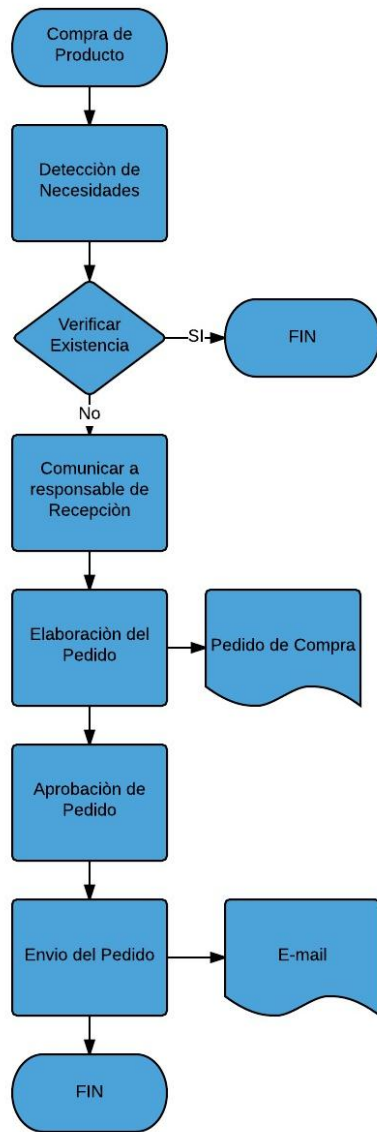 Compra de
Producto
Detecciòn de
Necesidades
Verificar
Existencia
SI
FIN
No
Comunicar a
responsable de
Recepciòn
Elaboraciòn del
Pedido
Pedido de Compra
Aprobaciòn de
Pedido
Envio del Pedido
E-mail
FIN